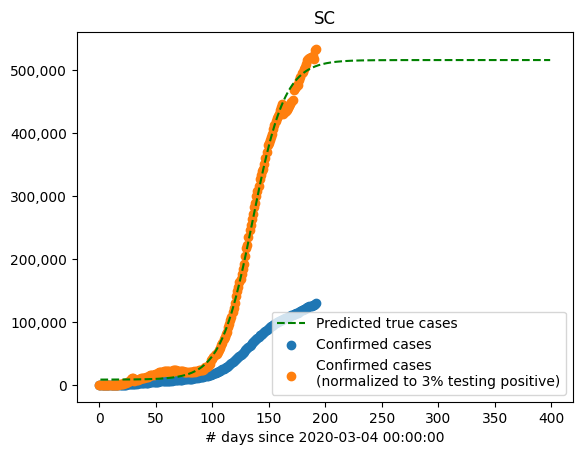 SC
500,000
400,000
300,000
200,000
100,000
0
Predicted true cases
Confirmed cases
Confirmed cases
(normalized to 3% testing positive)
0 50 100 150 200 250 300 350 400
# days since 2020-03-04 00:00:00